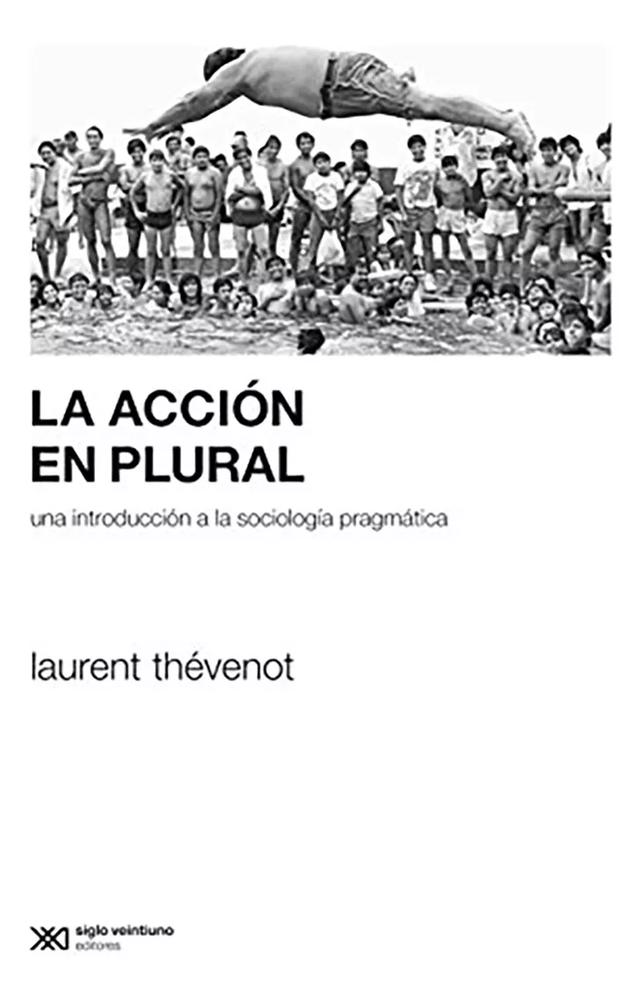 LA ACCIÓN
EN PLURAL
una introducción a la sociología pragmática
laurent thévenot
siglo veintiuno
editores